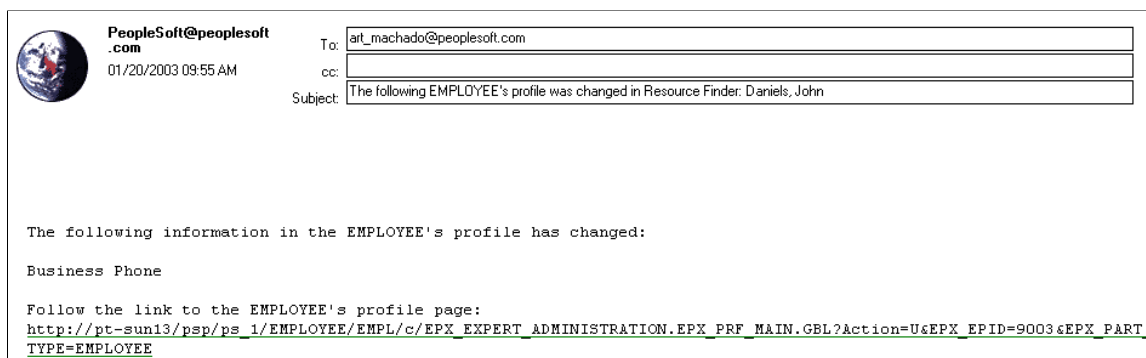 PeopleSoft@peoplesoft
.com
01/20/2003 09:55 AM
To: art_machado@peoplesoft.com
cc:
Subject: The following EMPLOYEE's profile was changed in Resource Finder: Daniels, John
The following information in the EMPLOYEE's profile has changed:
Business Phone
Follow the link to the EMPLOYEE's profile page:
http://pt-sun13/psp/ps_1/EMPLOYEE/EMPL/c/EPX_EXPERT_ADMINISTRATION.EPX_PRF_MAIN.GBL?Action=U&EPX_EPID=9003&EPX_PART_
TYPE=EMPLOYEE